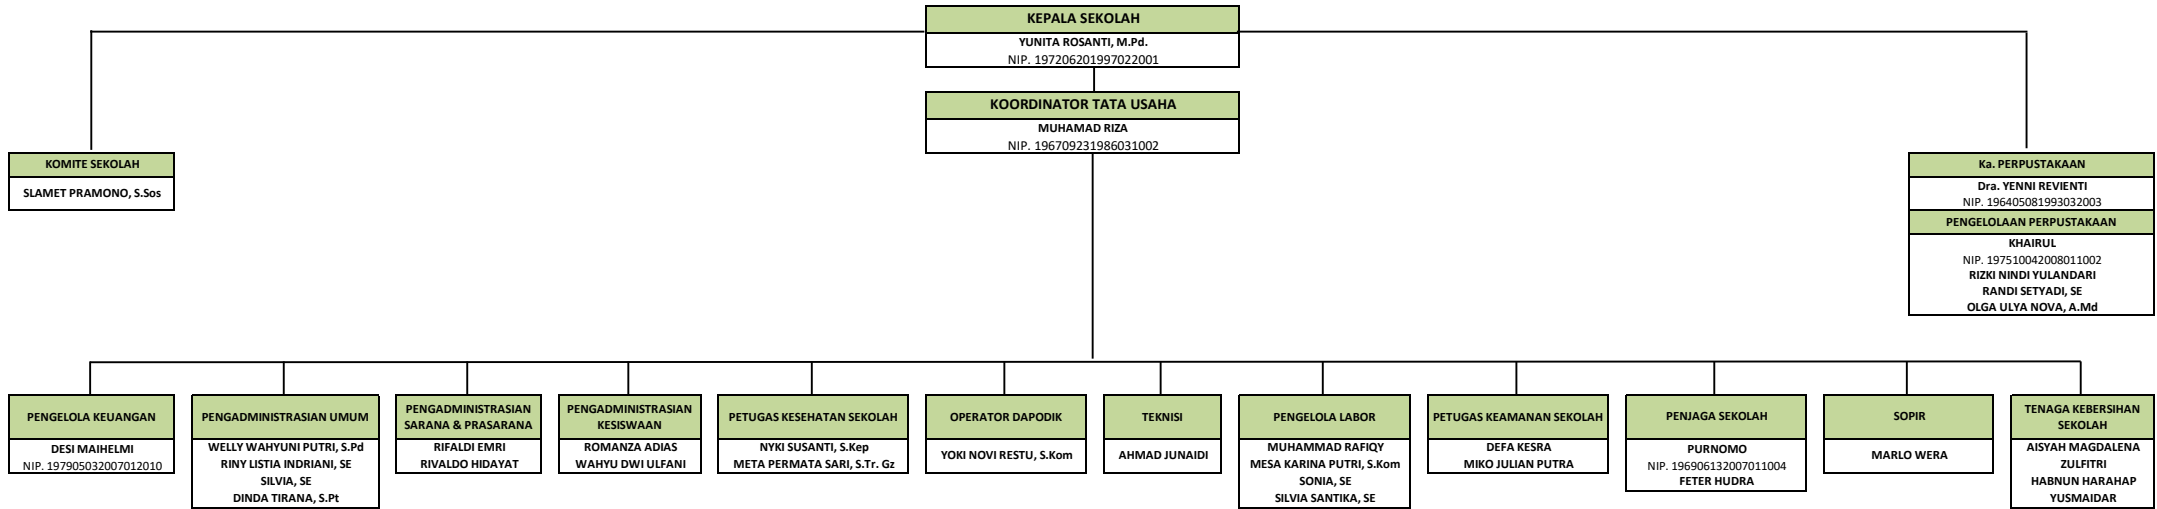 KEPALA SEKOLAH
YUNITA ROSANTI, M.Pd.
NIP. 197206201997022001
KOORDINATOR TATA USAHA
MUHAMAD RIZA
NIP. 196709231986031002
KOMITE SEKOLAH
SLAMET PRAMONO, S.Sos
Ka. PERPUSTAKAAN
Dra. YENNI REVIENTI
NIP. 196405081993032003
PENGELOLAAN PERPUSTAKAAN
KHAIRUL
NIP. 197510042008011002
RIZKI NINDI YULANDARI
RANDI SETYADI, SE
OLGA ULYA NOVA, A.Md
PENGELOLA KEUANGAN
DESI MAIHELMI
NIP. 197905032007012010
PENGADMINISTRASIAN UMUM
WELLY WAHYUNI PUTRI, S.Pd
RINY LISTIA INDRIANI, SE
SILVIA, SE
DINDA TIRANA, S.Pt
PENGADMINISTRASIAN
SARANA & PRASARANA
RIFALDI EMRI
RIVALDO HIDAYAT
PENGADMINISTRASIAN
KESISWAAN
ROMANZA ADIAS
WAHYU DWI ULFANI
PETUGAS KESEHATAN SEKOLAH
NYKI SUSANTI, S.Kep
META PERMATA SARI, S.Tr. Gz
OPERATOR DAPODIK
YOKI NOVI RESTU, S.Kom
TEKNISI
AHMAD JUNAIDI
PENGELOLA LABOR
MUHAMMAD RAFIQY
MESA KARINA PUTRI, S.Kom
SONIA, SE
SILVIA SANTIKA, SE
PETUGAS KEAMANAN SEKOLAH
DEFA KESRA
MIKO JULIAN PUTRA
PENJAGA SEKOLAH
PURNOMO
NIP. 196906132007011004
FETER HUDRA
SOPIR
MARLO WERA
TENAGA KEBERSIHAN
SEKOLAH
AISYAH MAGDALENA
ZULFITRI
HABNUN HARAHAP
YUSMAIDAR